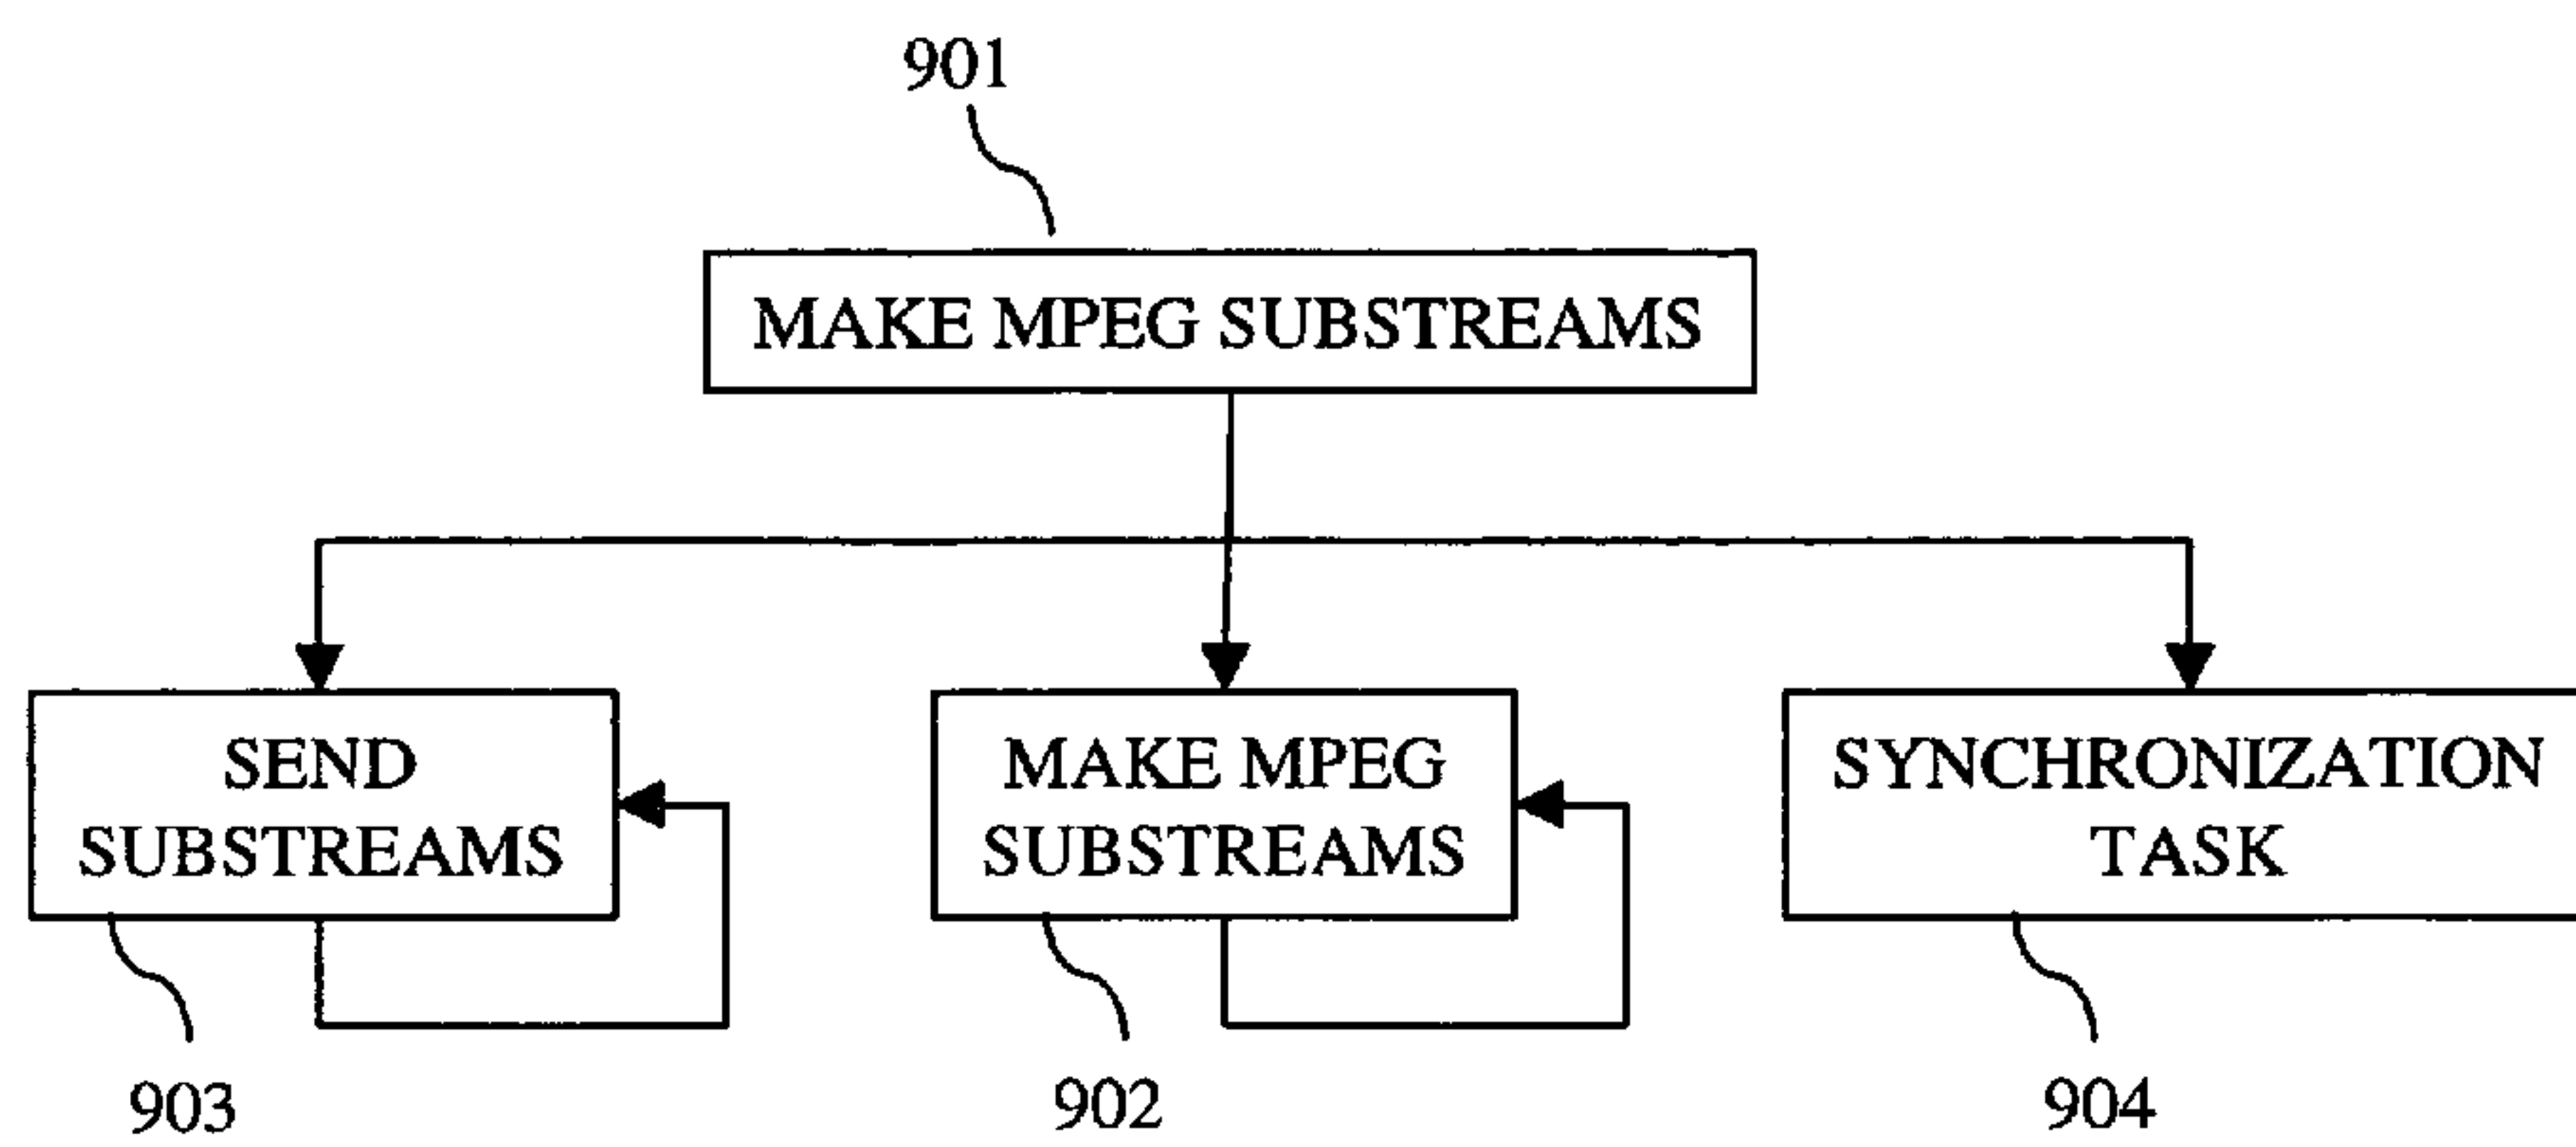 901
MAKE MPEG SUBSTREAMS
SEND
SUBSTREAMS
MAKE MPEG
SUBSTREAMS
SYNCHRONIZATION
TASK
903
902
904